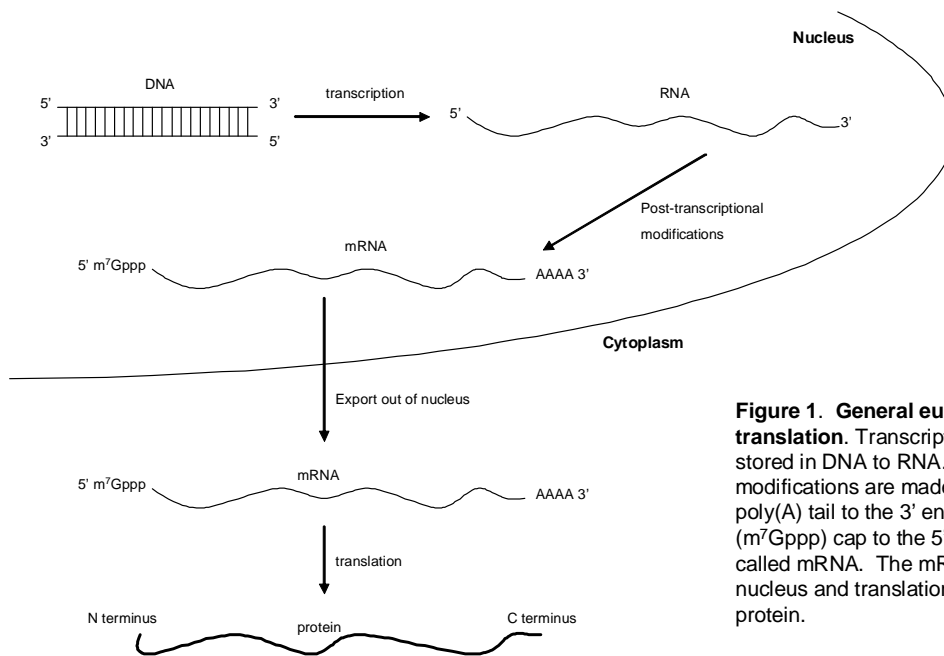 Nucleus
DNA
5’ 3’
3’ 5’
transcription
RNA
5’ 3’
Post-transcriptional
modifications
mRNA
5’ m⁷Gppp AAAA 3’
Cytoplasm
Export out of nucleus
mRNA
5’ m⁷Gppp AAAA 3’
translation
N terminus protein C terminus
Figure 1. General eu
translation. Transcript
stored in DNA to RNA.
modifications are made
poly(A) tail to the 3’ en
(m⁷Gppp) cap to the 5’
called mRNA. The mR
nucleus and translation
protein.